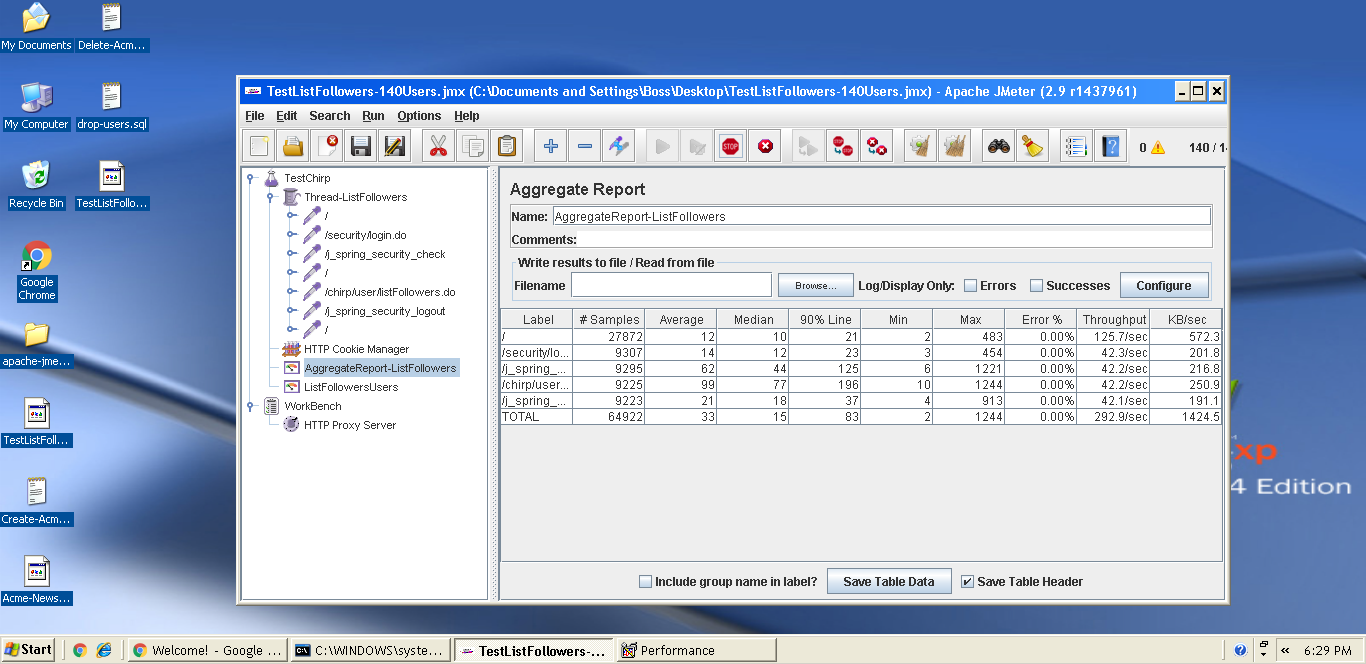 My Documents
Delete-Acm...
My Computer
drop-users.sql
Recycle Bin
TestListFollo...
Google
Chrome
apache-jme...
TestListFoll...
Create-Acm...
Acme-News...
TestListFollowers-140Users.jmx (C:\Documents and Settings\Boss\Desktop\TestListFollowers-140Users.jmx) - Apache JMeter (2.9 r1437961)
File Edit Search Run Options Help
STOP 0 140 / 14
TestChirp
Thread-ListFollowers
/
/security/login.do
/j_spring_security_check
/
/chirp/user/listFollowers.do
/j_spring_security_logout
/
HTTP Cookie Manager
AggregateReport-ListFollowers
ListFollowersUsers
WorkBench
HTTP Proxy Server
Aggregate Report
Name: AggregateReport-ListFollowers
Comments:
Write results to file / Read from file
Filename Browse... Log/Display Only: Errors Successes Configure
Label # Samples Average Median 90% Line Min Max Error % Throughput KB/sec
/ 27872 12 10 21 2 483 0.00% 125.7/sec 572.3
/security/lo... 9307 14 12 23 3 454 0.00% 42.3/sec 201.8
/j_spring_... 9295 62 44 125 6 1221 0.00% 42.2/sec 216.8
/chirp/user... 9225 99 77 196 10 1244 0.00% 42.3/sec 250.9
/j_spring_... 9223 21 18 37 4 913 0.00% 42.1/sec 191.1
TOTAL 64922 33 15 83 2 1244 0.00% 292.9/sec 1424.5
Include group name in label? Save Table Data Save Table Header
xp
4 Edition
Start Welcome! - Google ... C:\WINDOWS\syste... TestListFollowers-... Performance « 6:29 PM